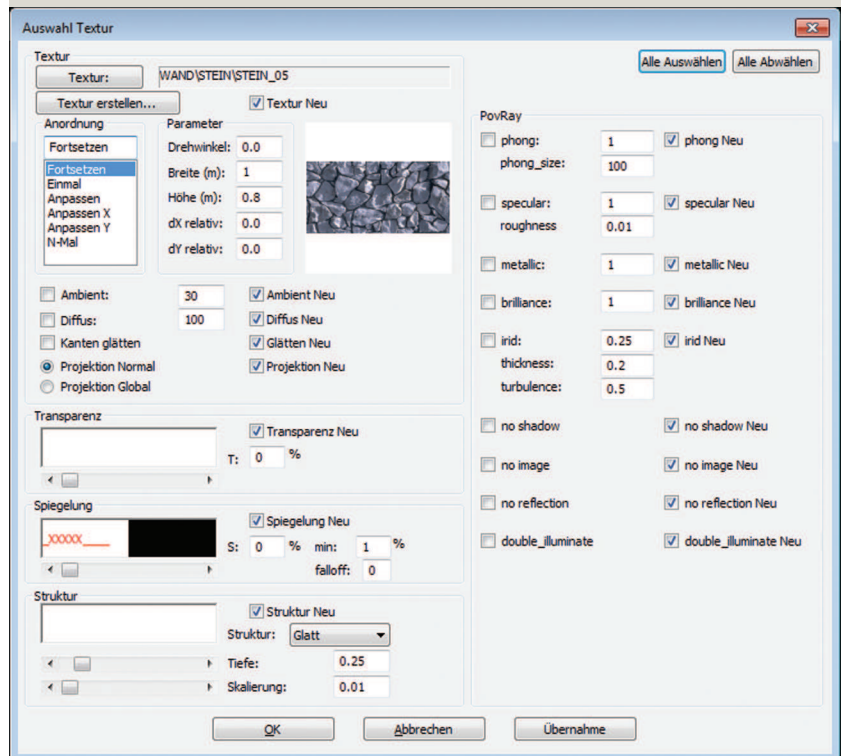 Auswahl Textur
Textur
Textur:
WAND\STEIN\STEIN_05
Alle Auswählen
Alle Abwählen
Textur erstellen...
Textur Neu
Anordnung
Fortsetzen
Fortsetzen
Einmal
Anpassen
Anpassen X
Anpassen Y
N-Mal
Parameter
Drehwinkel: 0.0
Breite (m): 1
Höhe (m): 0.8
dX relativ: 0.0
dY relativ: 0.0
Ambient: 30 Ambient Neu
Diffus: 100 Diffus Neu
Kanten glätten Glätten Neu
Projektion Normal Projektion Neu
Projektion Global
Transparenz
Transparenz Neu
T: 0 %
Spiegelung
_XXXXX____
Spiegelung Neu
S: 0 % min: 1 %
falloff: 0
Struktur
Struktur Neu
Struktur: Glatt
Tiefe: 0.25
Skalierung: 0.01
PovRay
phong: 1 phong Neu
phong_size: 100
specular: 1 specular Neu
roughness 0.01
metallic: 1 metallic Neu
brilliance: 1 brilliance Neu
irid: 0.25 irid Neu
thickness: 0.2
turbulence: 0.5
no shadow no shadow Neu
no image no image Neu
no reflection no reflection Neu
double_illuminate double_illuminate Neu
OK
Abbrechen
Übernahme